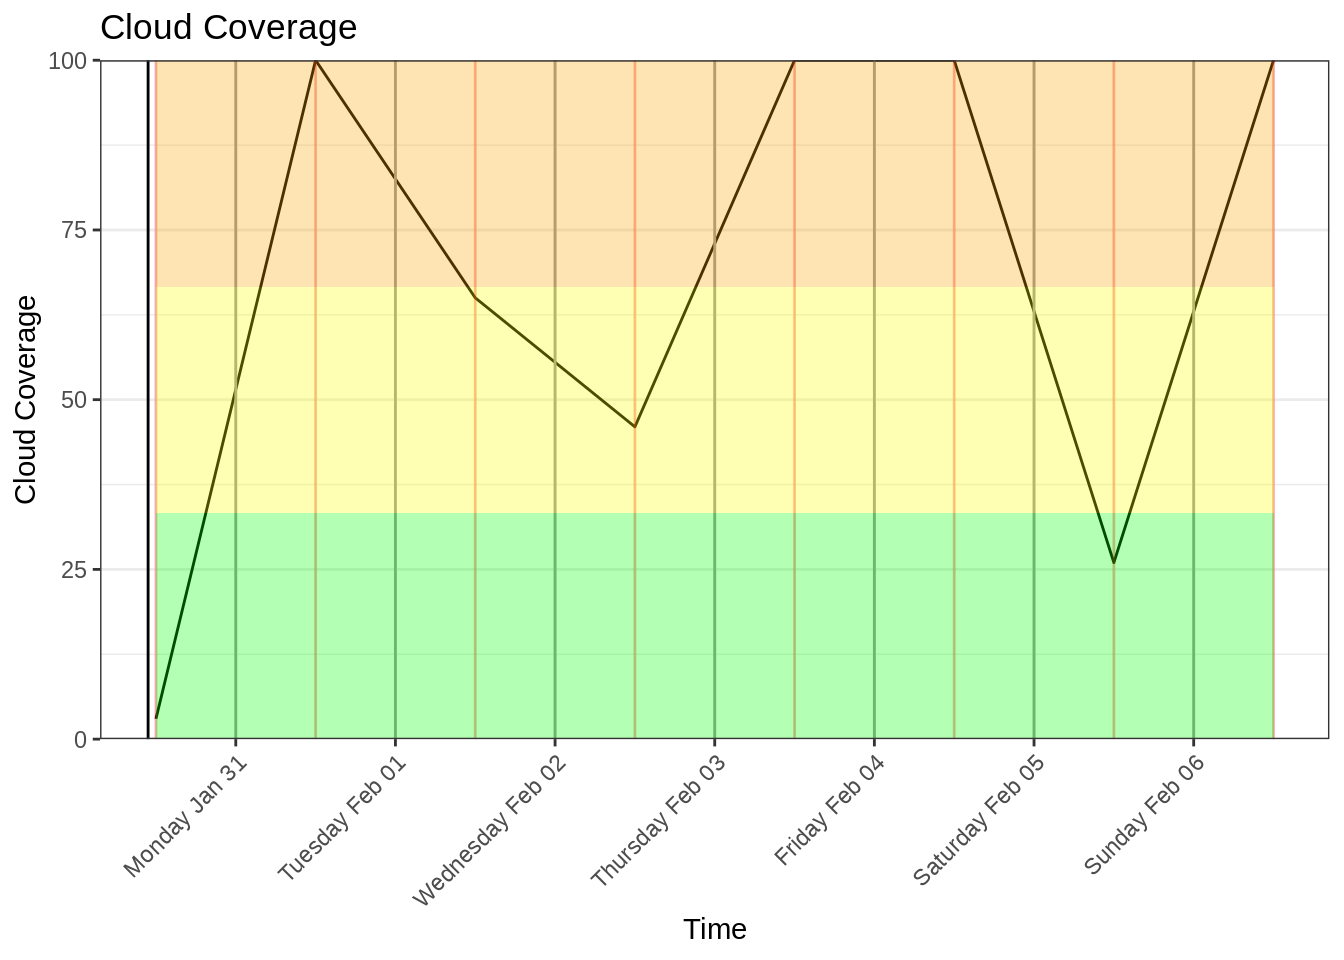 Cloud Coverage
100
75
50
25
0
Cloud Coverage
Monday Jan 31
Tuesday Feb 01
Wednesday Feb 02
Thursday Feb 03
Friday Feb 04
Saturday Feb 05
Sunday Feb 06
Time